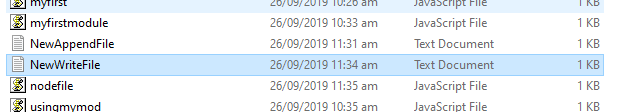 myfirst 26/09/2019 10:26 am JavaScript File 1 KB
myfirstmodule 26/09/2019 10:33 am JavaScript File 1 KB
NewAppendFile 26/09/2019 11:31 am Text Document 1 KB
NewWriteFile 26/09/2019 11:34 am Text Document 1 KB
nodefile 26/09/2019 11:35 am JavaScript File 1 KB
usingmymod 26/09/2019 10:35 am JavaScript File 1 KB